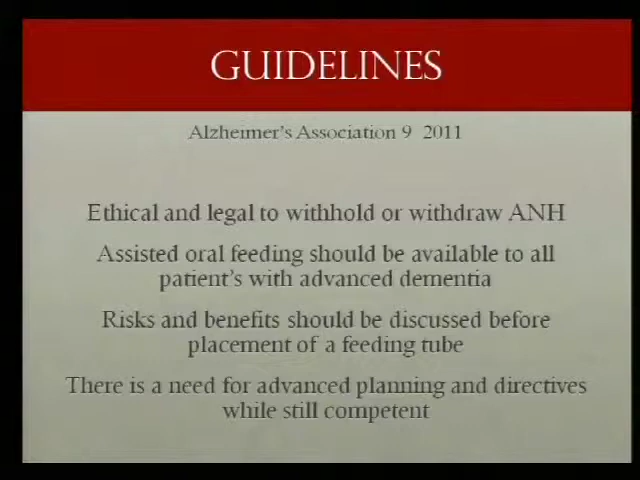 GUIDELINES
Alzheimer's Association 9 2011
Ethical and legal to withhold or withdraw ANH
Assisted oral feeding should be available to all
patient's with advanced dementia
Risks and benefits should be discussed before
placement of a feeding tube
There is a need for advanced planning and directives
while still competent